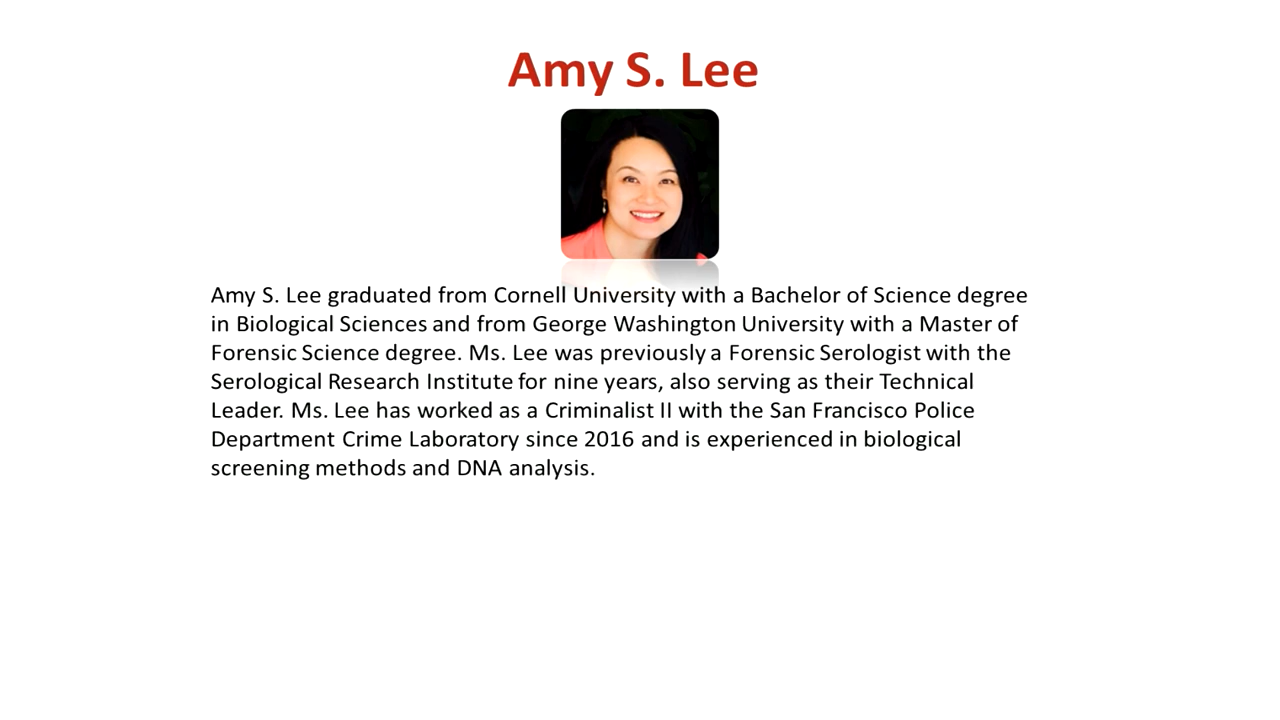 Amy S. Lee
Amy S. Lee graduated from Cornell University with a Bachelor of Science degree
in Biological Sciences and from George Washington University with a Master of
Forensic Science degree. Ms. Lee was previously a Forensic Serologist with the
Serological Research Institute for nine years, also serving as their Technical
Leader. Ms. Lee has worked as a Criminalist II with the San Francisco Police
Department Crime Laboratory since 2016 and is experienced in biological
screening methods and DNA analysis.